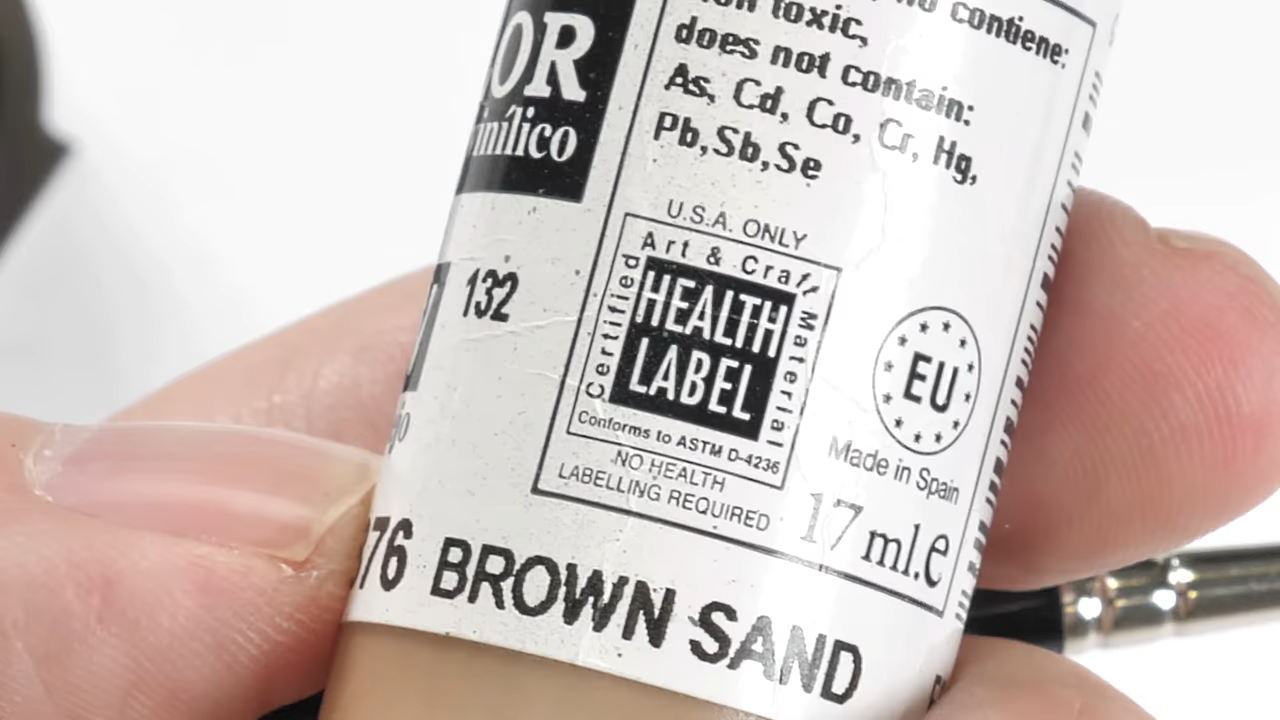 OR
inílico
no contiene:
non toxic,
does not contain:
As, Cd, Co, Cr, Hg,
Pb,Sb,Se
132
U.S.A. ONLY
Art & Craft Material
Certified
HEALTH
LABEL
Conforms to ASTM D-4236
NO HEALTH
LABELLING REQUIRED
EU
Made in Spain
17 ml.e
76 BROWN SAND